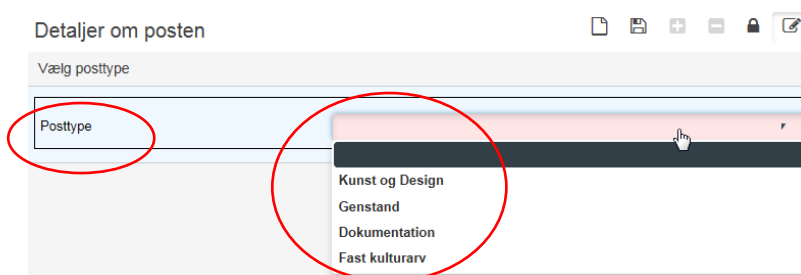 Detaljer om posten
Vælg posttype
Posttype
Kunst og Design
Genstand
Dokumentation
Fast kulturarv